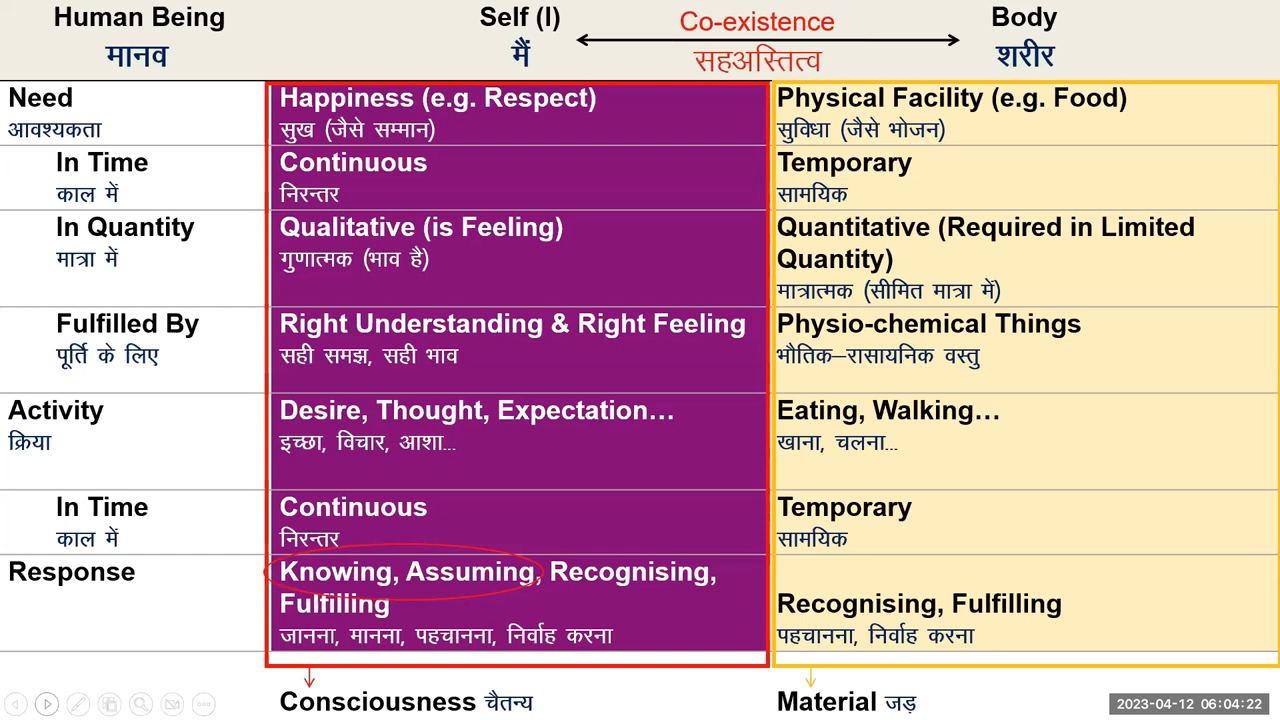 Human Being Self (I) Co-existence Body
मानव मैं सहअस्तित्व शरीर
Need Happiness (e.g. Respect) Physical Facility (e.g. Food)
आवश्यकता सुख (जैसे सम्मान) सुविधा (जैसे भोजन)
In Time Continuous Temporary
काल में निरन्तर सामयिक
In Quantity Qualitative (is Feeling) Quantitative (Required in Limited
मात्रा में गुणात्मक (भाव है) Quantity)
मात्रात्मक (सीमित मात्रा में)
Fulfilled By Right Understanding & Right Feeling Physio-chemical Things
पूर्ति के लिए सही समझ, सही भाव भौतिक–रासायनिक वस्तु
Activity Desire, Thought, Expectation… Eating, Walking…
क्रिया इच्छा, विचार, आशा... खाना, चलना...
In Time Continuous Temporary
काल में निरन्तर सामयिक
Response Knowing, Assuming, Recognising,
Fulfilling Recognising, Fulfilling
जानना, मानना, पहचानना, निर्वाह करना पहचानना, निर्वाह करना
Consciousness चैतन्य Material जड़
2023-04-12 06:04:22